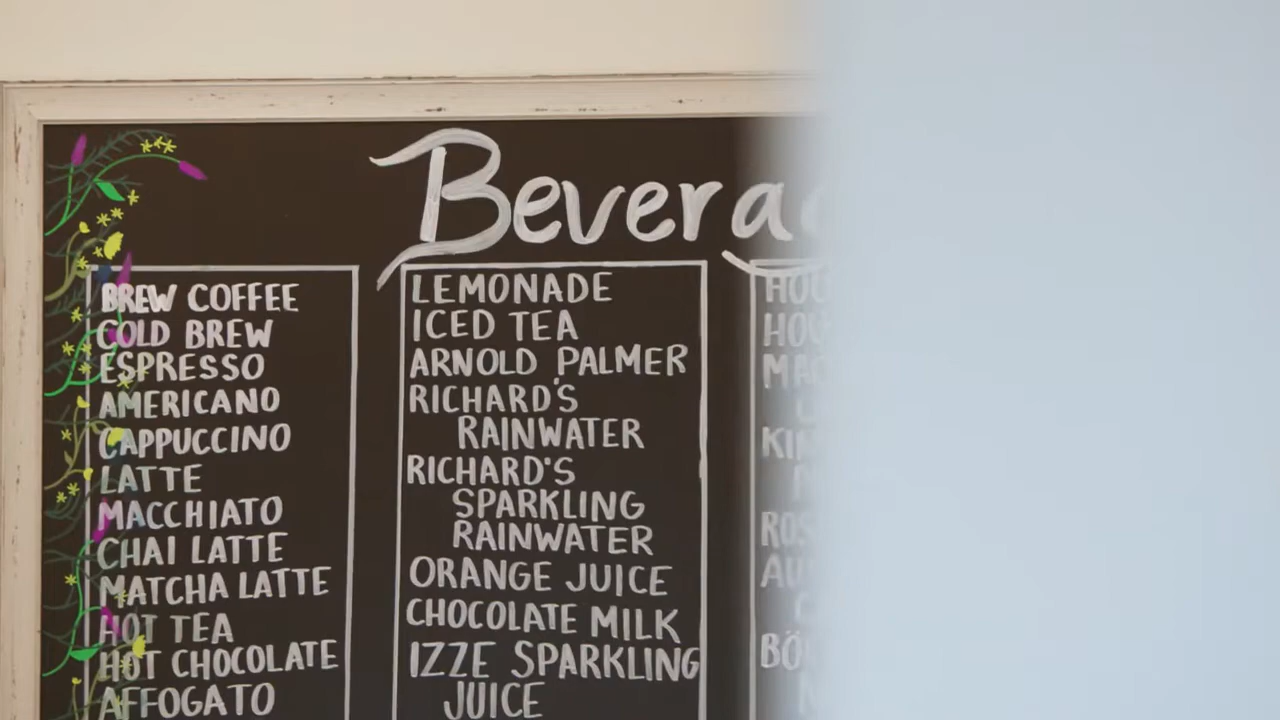 Bevera
BREW COFFEE
COLD BREW
ESPRESSO
AMERICANO
CAPPUCCINO
LATTE
MACCHIATO
CHAI LATTE
MATCHA LATTE
HOT TEA
HOT CHOCOLATE
AFFOGATO
LEMONADE
ICED TEA
ARNOLD PALMER
RICHARD'S
RAINWATER
RICHARD'S
SPARKLING
RAINWATER
ORANGE JUICE
CHOCOLATE MILK
IZZE SPARKLING
JUICE